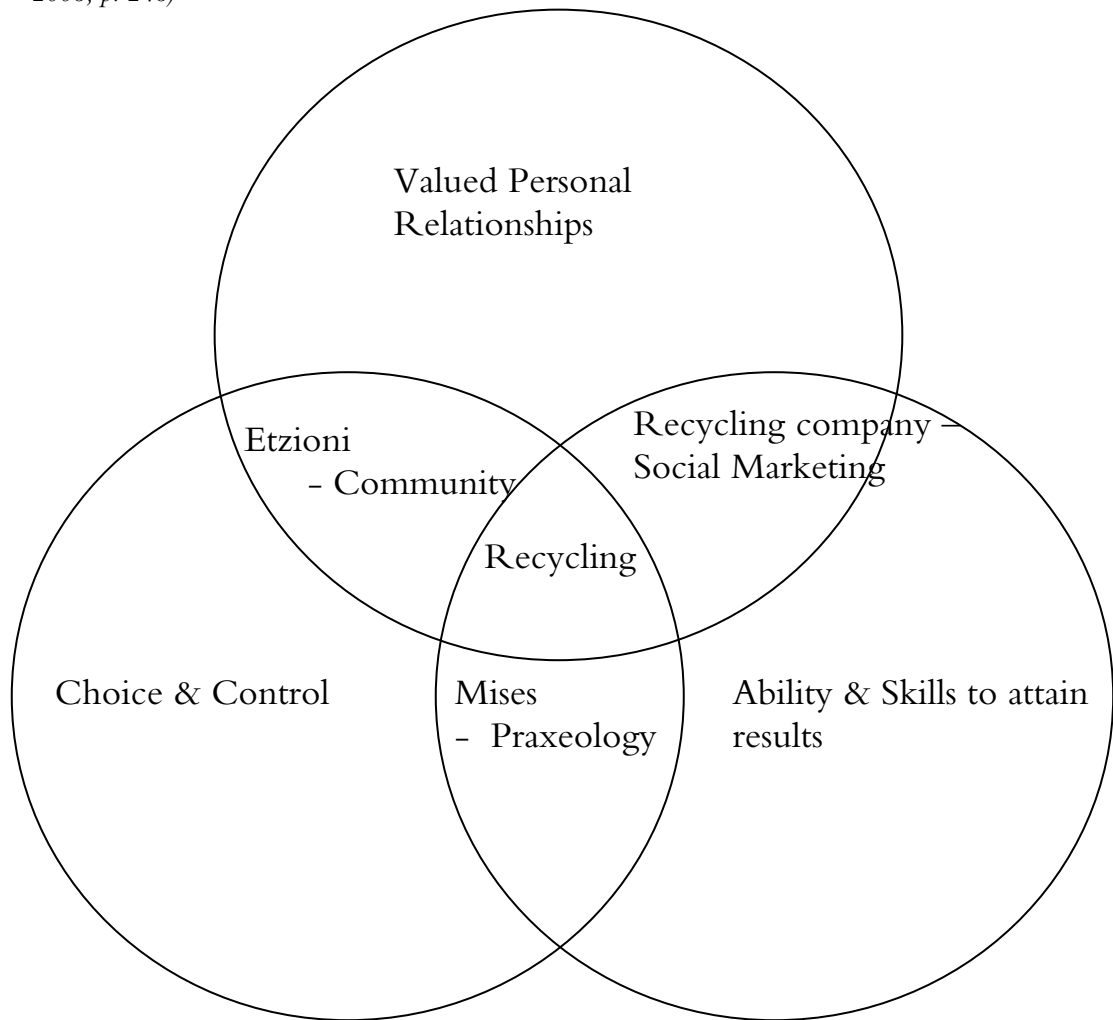 Valued Personal
Relationships
Etzioni
- Community
Recycling company –
Social Marketing
Recycling
Choice & Control
Mises
- Praxeology
Ability & Skills to attain
results